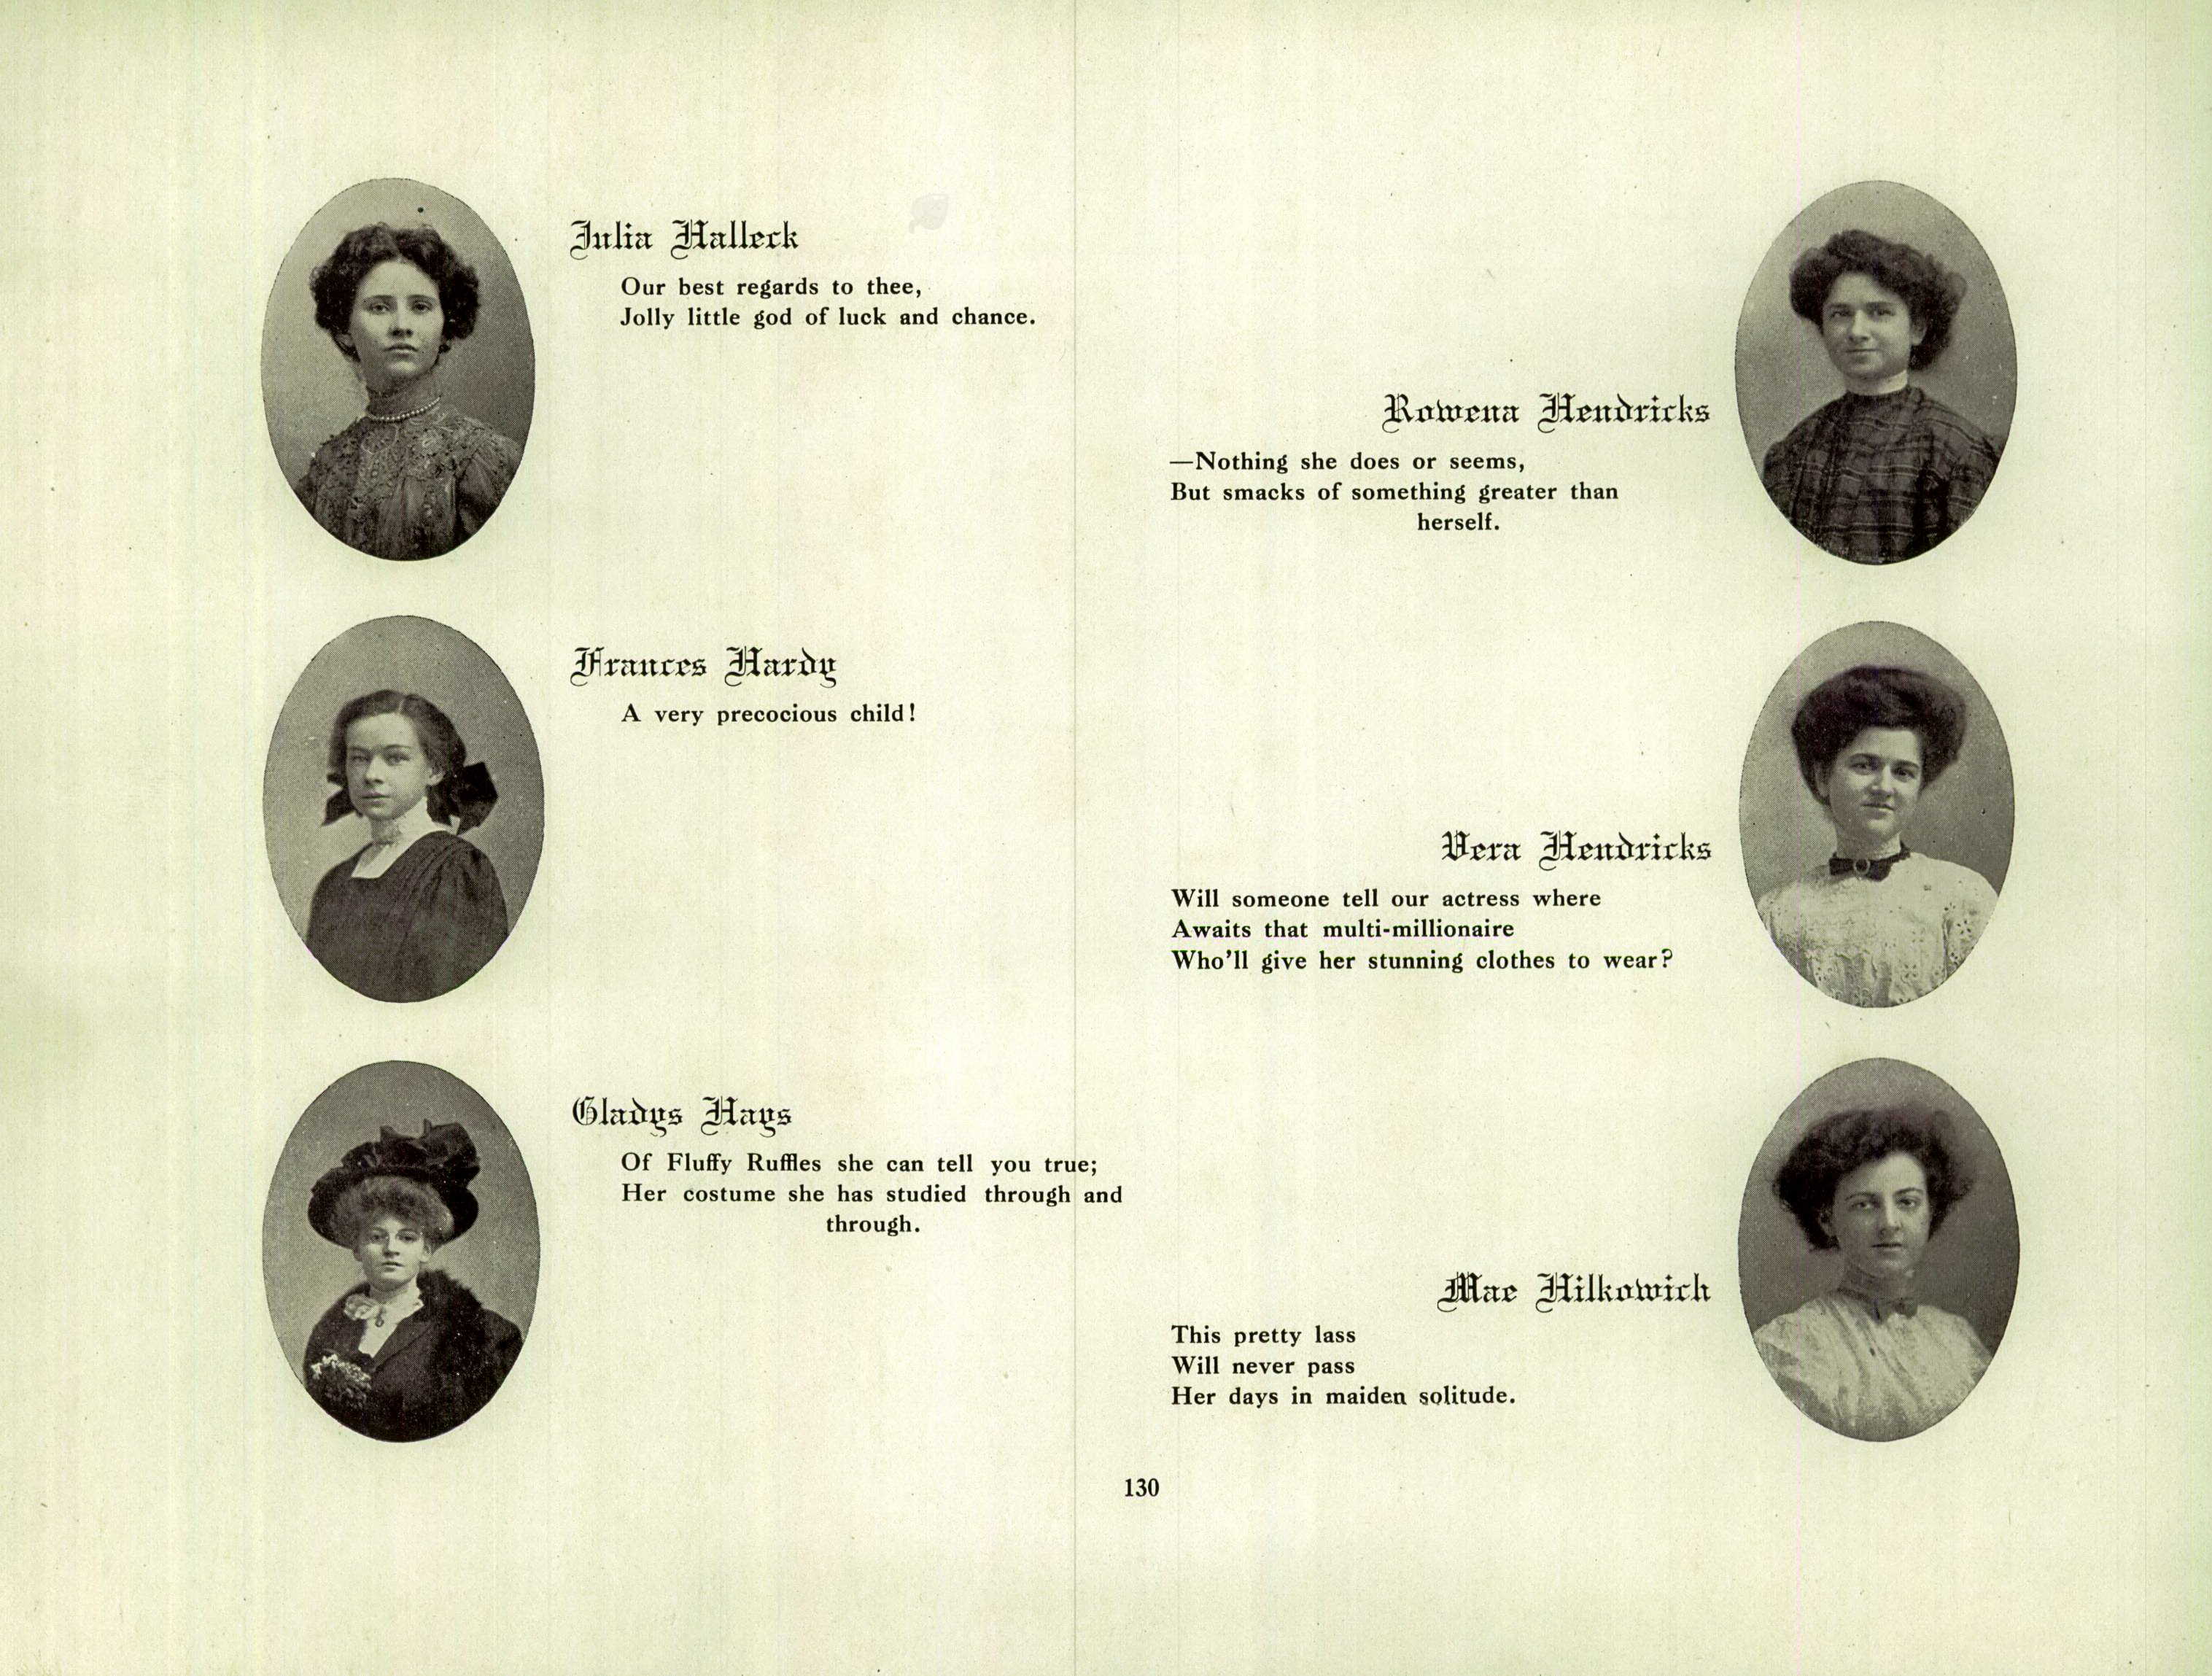 Julia Halleck
Our best regards to thee,
Jolly little god of luck and chance.
Frances Hardy
A very precocious child!
Gladys Hays
Of Fluffy Ruffles she can tell you true;
Her costume she has studied through and
through.
Rowena Hendricks
—Nothing she does or seems,
But smacks of something greater than
herself.
Vera Hendricks
Will someone tell our actress where
Awaits that multi-millionaire
Who'll give her stunning clothes to wear?
Mae Hilkowich
This pretty lass
Will never pass
Her days in maiden solitude.
130